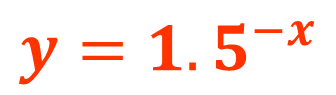 y = 1.5⁻ˣ